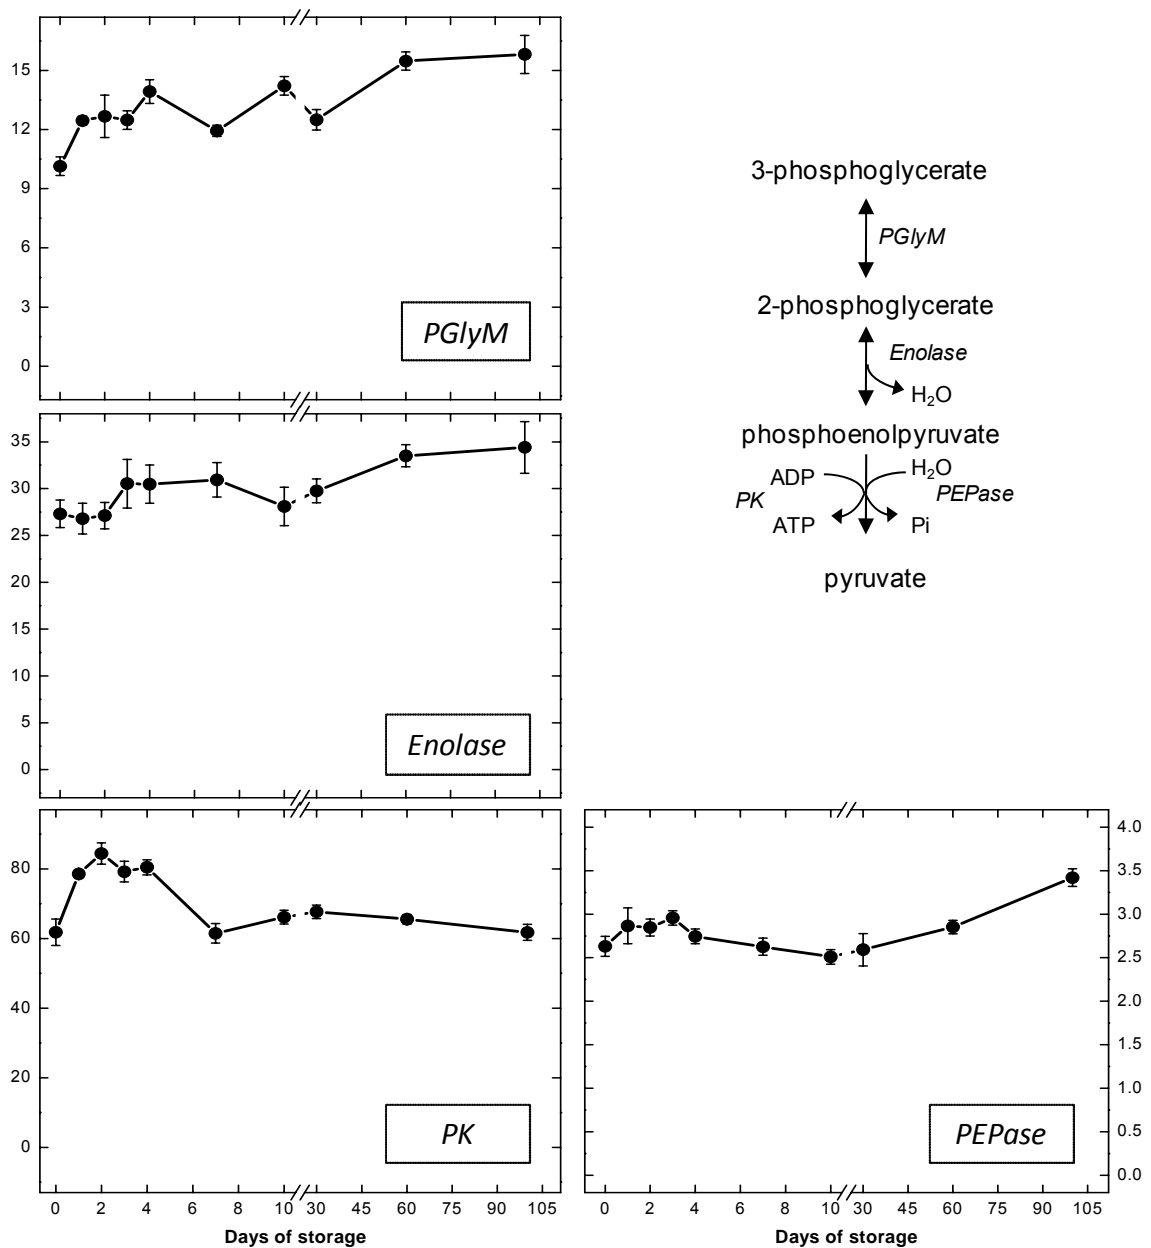 15
12
9
6
3
0
PGlyM
35
30
25
20
15
10
5
0
Enolase
80
60
40
20
0
PK
0 2 4 6 8 10 30 45 60 75 90 105
Days of storage
3-phosphoglycerate
PGlyM
2-phosphoglycerate
Enolase
H₂O
phosphoenolpyruvate
ADP H₂O
PK PEPase
ATP Pi
pyruvate
4.0
3.5
3.0
2.5
2.0
1.5
1.0
0.5
0.0
PEPase
0 2 4 6 8 10 30 45 60 75 90 105
Days of storage